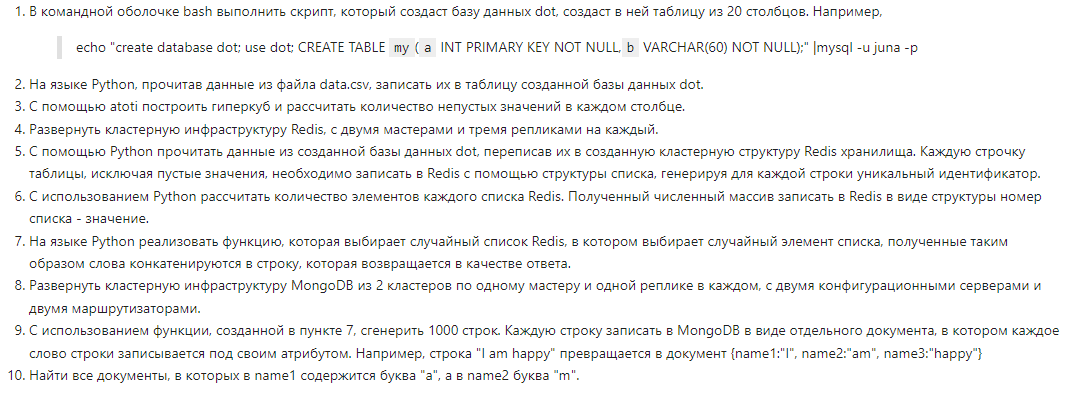 1. В командной оболочке bash выполнить скрипт, который создаст базу данных dot, создаст в ней таблицу из 20 столбцов. Например,
echo "create database dot; use dot; CREATE TABLE my ( a INT PRIMARY KEY NOT NULL, b VARCHAR(60) NOT NULL);" |mysql -u juna -p
2. На языке Python, прочитав данные из файла data.csv, записать их в таблицу созданной базы данных dot.
3. С помощью atoti построить гиперкуб и рассчитать количество непустых значений в каждом столбце.
4. Развернуть кластерную инфраструктуру Redis, с двумя мастерами и тремя репликами на каждый.
5. С помощью Python прочитать данные из созданной базы данных dot, переписав их в созданную кластерную структуру Redis хранилища. Каждую строчку
таблицы, исключая пустые значения, необходимо записать в Redis с помощью структуры списка, генерируя для каждой строки уникальный идентификатор.
6. С использованием Python рассчитать количество элементов каждого списка Redis. Полученный численный массив записать в Redis в виде структуры номер
списка - значение.
7. На языке Python реализовать функцию, которая выбирает случайный список Redis, в котором выбирает случайный элемент списка, полученные таким
образом слова конкатенируются в строку, которая возвращается в качестве ответа.
8. Развернуть кластерную инфраструктуру MongoDB из 2 кластеров по одному мастеру и одной реплике в каждом, с двумя конфигурационными серверами и
двумя маршрутизаторами.
9. С использованием функции, созданной в пункте 7, сгенерить 1000 строк. Каждую строку записать в MongoDB в виде отдельного документа, в котором каждое
слово строки записывается под своим атрибутом. Например, строка "I am happy" превращается в документ {name1:"I", name2:"am", name3:"happy"}
10. Найти все документы, в которых в name1 содержится буква "a", а в name2 буква "m".